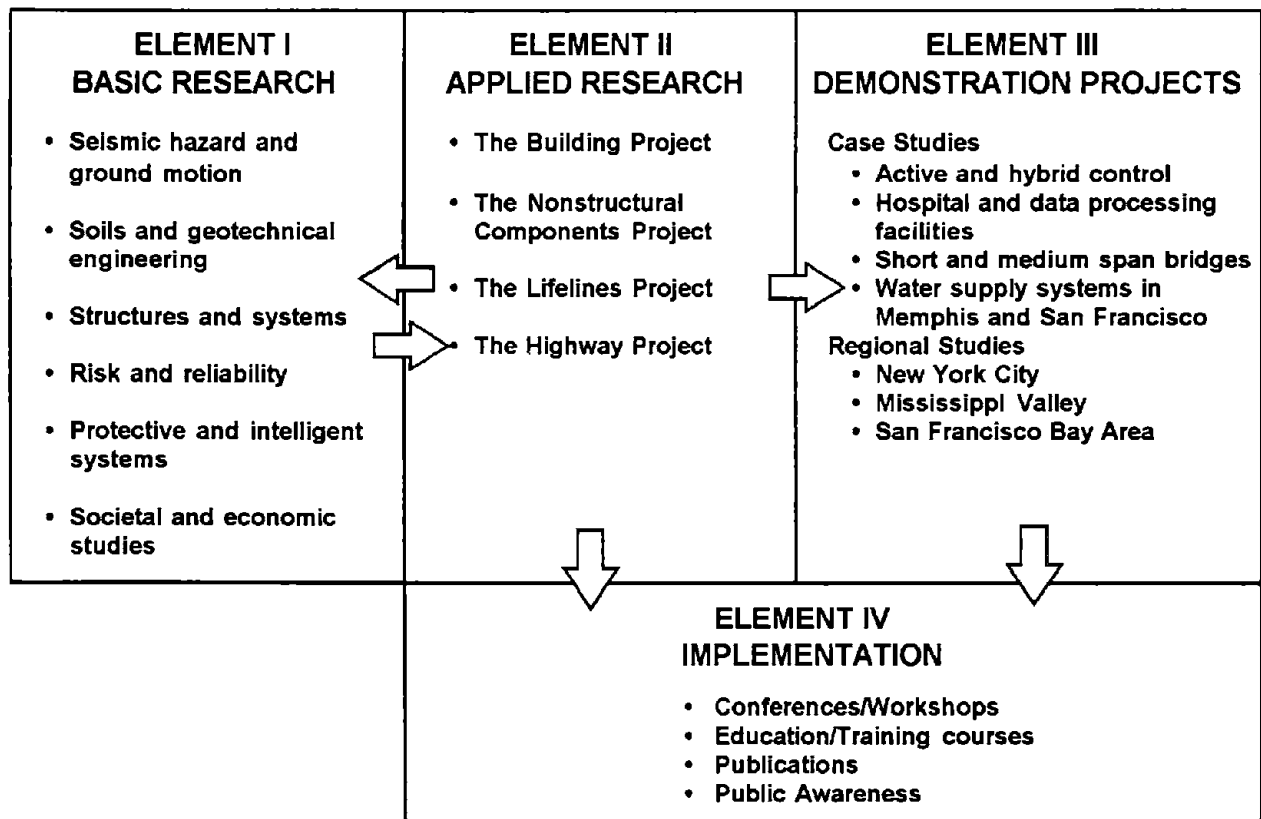 ELEMENT I
BASIC RESEARCH
• Seismic hazard and
ground motion
• Soils and geotechnical
engineering
• Structures and systems
• Risk and reliability
• Protective and intelligent
systems
• Societal and economic
studies
ELEMENT II
APPLIED RESEARCH
• The Building Project
• The Nonstructural
Components Project
• The Lifelines Project
• The Highway Project
ELEMENT III
DEMONSTRATION PROJECTS
Case Studies
• Active and hybrid control
• Hospital and data processing
facilities
• Short and medium span bridges
• Water supply systems in
Memphis and San Francisco
Regional Studies
• New York City
• Mississippi Valley
• San Francisco Bay Area
ELEMENT IV
IMPLEMENTATION
• Conferences/Workshops
• Education/Training courses
• Publications
• Public Awareness